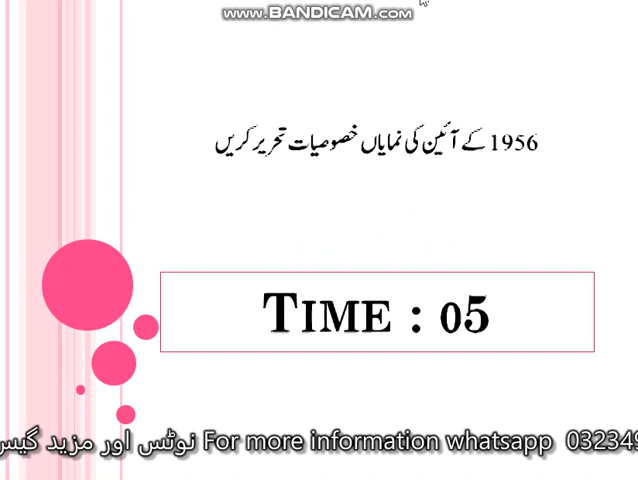 www.BANDICAM.com
1956 کے آئین کی نمایاں خصوصیات تحریر کریں
TIME : 05
نوٹس اور مزید گیس For more information whatsapp 032349